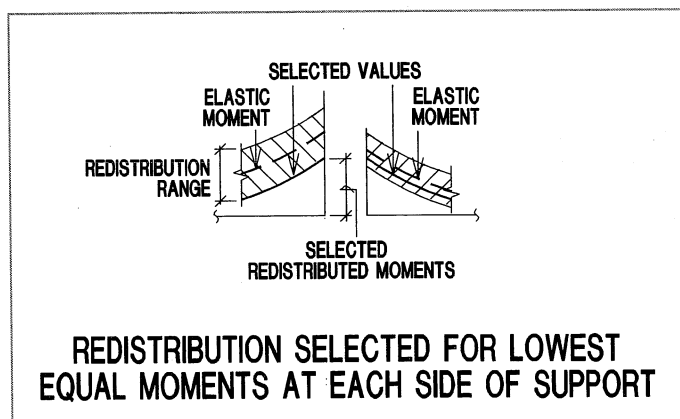 SELECTED VALUES
ELASTIC
MOMENT
ELASTIC
MOMENT
REDISTRIBUTION
RANGE
SELECTED
REDISTRIBUTED MOMENTS
REDISTRIBUTION SELECTED FOR LOWEST
EQUAL MOMENTS AT EACH SIDE OF SUPPORT